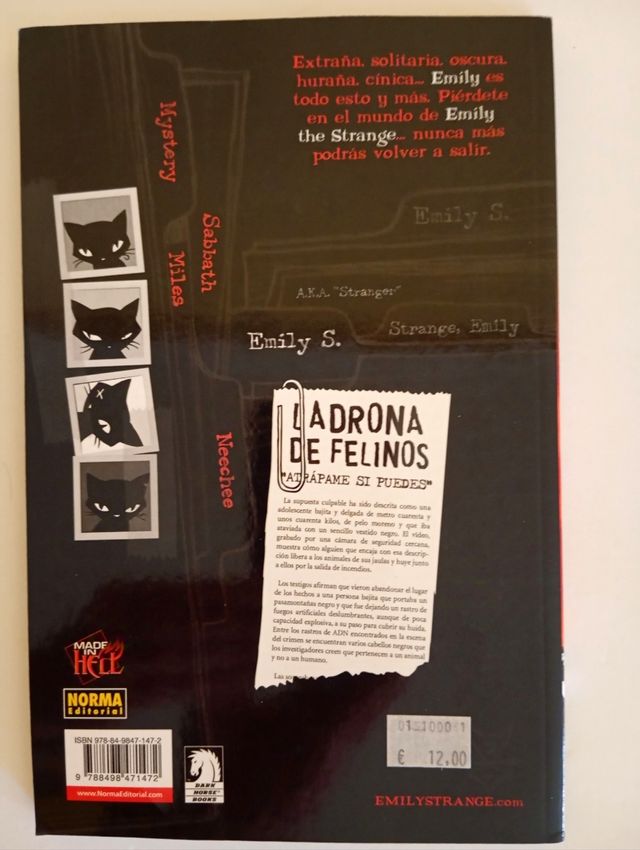 Extraña, solitaria, oscura,
huraña, cínica... Emily es
todo esto y más. Piérdete
en el mundo de Emily
the Strange... nunca más
podrás volver a salir.
Mystery
Sabbath
Miles
Neechee
Emily S.
A.K.A. "Stranger"
Strange, Emily
Emily S.
LADRONA
DE FELINOS
"ATRÁPAME SI PUEDES"
La supuesta culpable ha sido descrita como una
adolescente bajita y delgada de metro cuarenta y
unos cuarenta kilos, de pelo moreno y que iba
ataviada con un sencillo vestido negro. El vídeo,
grabado por una cámara de seguridad cercana,
muestra cómo alguien que encaja con esa descrip-
ción libera a los animales de sus jaulas y huye junto
a ellos por la salida de incendios.
Los testigos afirman que vieron abandonar el lugar
de los hechos a una persona bajita que portaba un
pasamontañas negro y que fue dejando un rastro de
fuegos artificiales deslumbrantes, aunque de poca
capacidad explosiva, a su paso para cubrir su huida.
Entre los rastros de ADN encontrados en la escena
del crimen se encuentran varios cabellos negros que
los investigadores creen que pertenecen a un animal
y no a un humano.
MADE
IN
HELL
NORMA
Editorial
ISBN 978-84-9847-147-2
9 788498 471472
www.NormaEditorial.com
DARK
HORSE
BOOKS
€ 12,00
EMILYSTRANGE.com